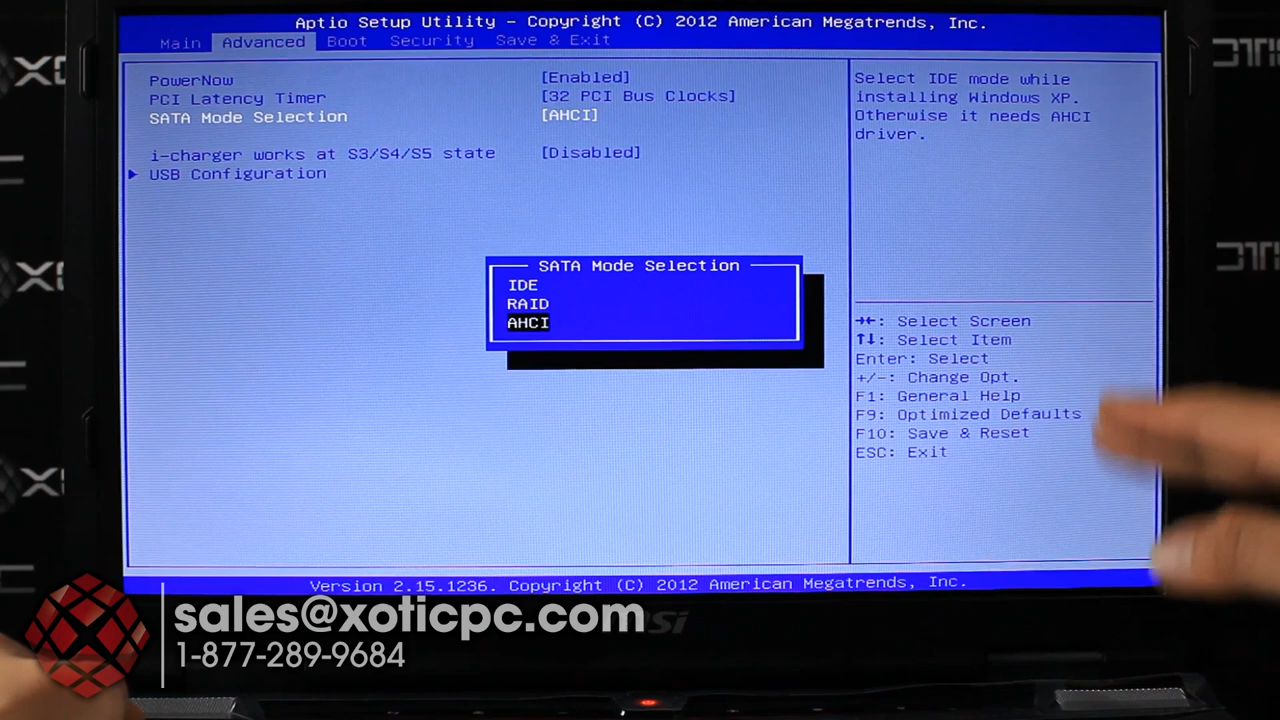 Aptio Setup Utility - Copyright (C) 2012 American Megatrends, Inc.
Main Advanced Boot Security Save & Exit
PowerNow [Enabled]
PCI Latency Timer [32 PCI Bus Clocks]
SATA Mode Selection [AHCI]
i-charger works at S3/S4/S5 state [Disabled]
USB Configuration
Select IDE mode while
installing Windows XP.
Otherwise it needs AHCI
driver.
SATA Mode Selection
IDE
RAID
AHCI
→←: Select Screen
↑↓: Select Item
Enter: Select
+/-: Change Opt.
F1: General Help
F9: Optimized Defaults
F10: Save & Reset
ESC: Exit
Version 2.15.1236. Copyright (C) 2012 American Megatrends, Inc.
sales@xoticpc.com
1-877-289-9684